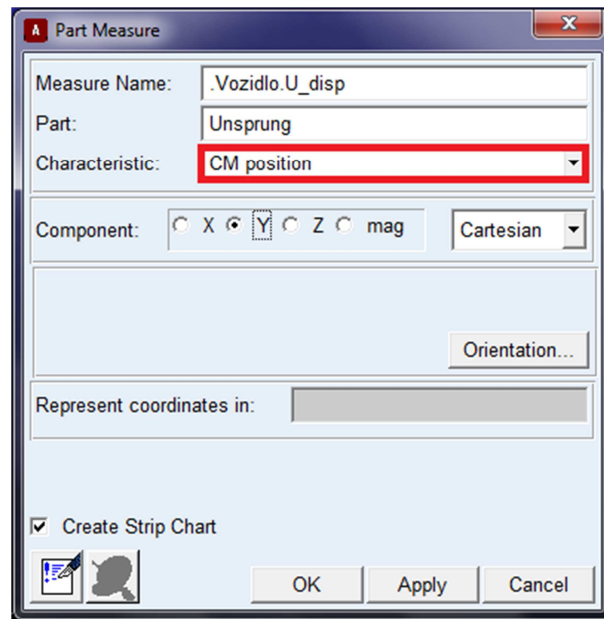 Part Measure
Measure Name: .Vozidlo.U_disp
Part: Unsprung
Characteristic: CM position
Component: X Y Z mag Cartesian
Orientation...
Represent coordinates in:
Create Strip Chart
OK Apply Cancel